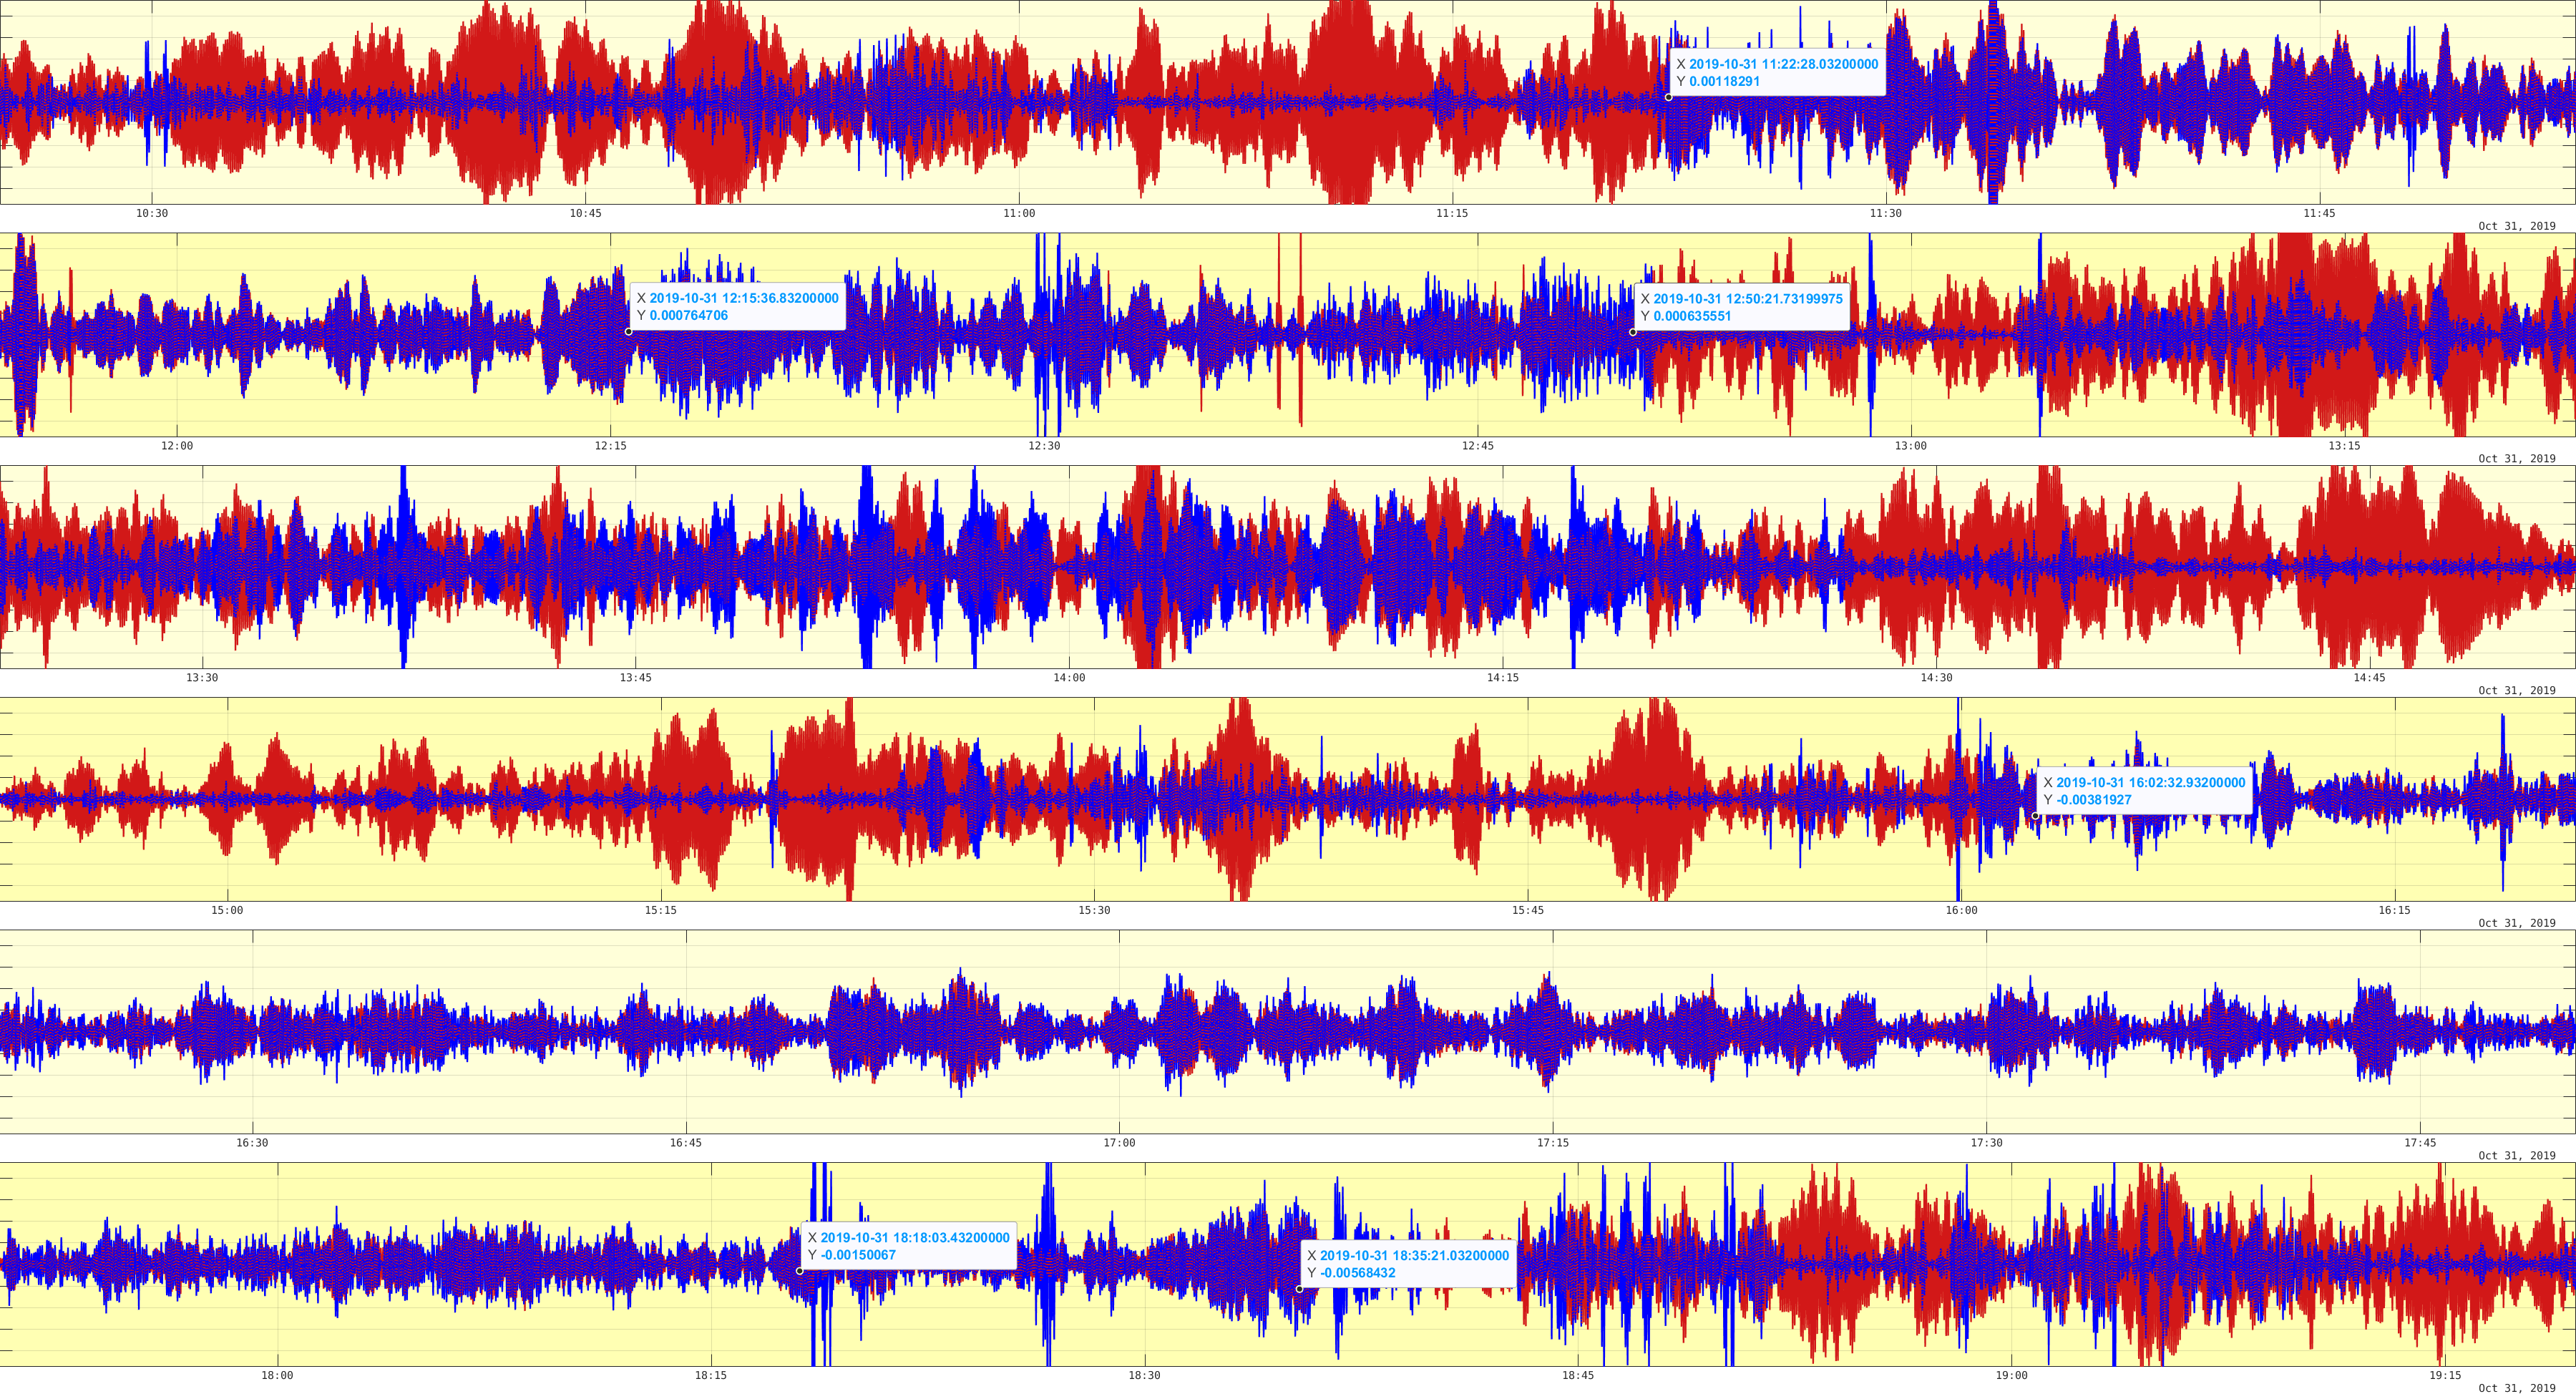 X 2019-10-31 11:22:28.03200000
Y 0.00118291
10:30 10:45 11:00 11:15 11:30 11:45
Oct 31, 2019
X 2019-10-31 12:15:36.83200000
Y 0.000764706
X 2019-10-31 12:50:21.73199975
Y 0.000635551
12:00 12:15 12:30 12:45 13:00 13:15
Oct 31, 2019
13:30 13:45 14:00 14:15 14:30 14:45
Oct 31, 2019
X 2019-10-31 16:02:32.93200000
Y -0.00381927
15:00 15:15 15:30 15:45 16:00 16:15
Oct 31, 2019
16:30 16:45 17:00 17:15 17:30 17:45
Oct 31, 2019
X 2019-10-31 18:18:03.43200000
Y -0.00150067
X 2019-10-31 18:35:21.03200000
Y -0.00568432
18:00 18:15 18:30 18:45 19:00 19:15
Oct 31, 2019